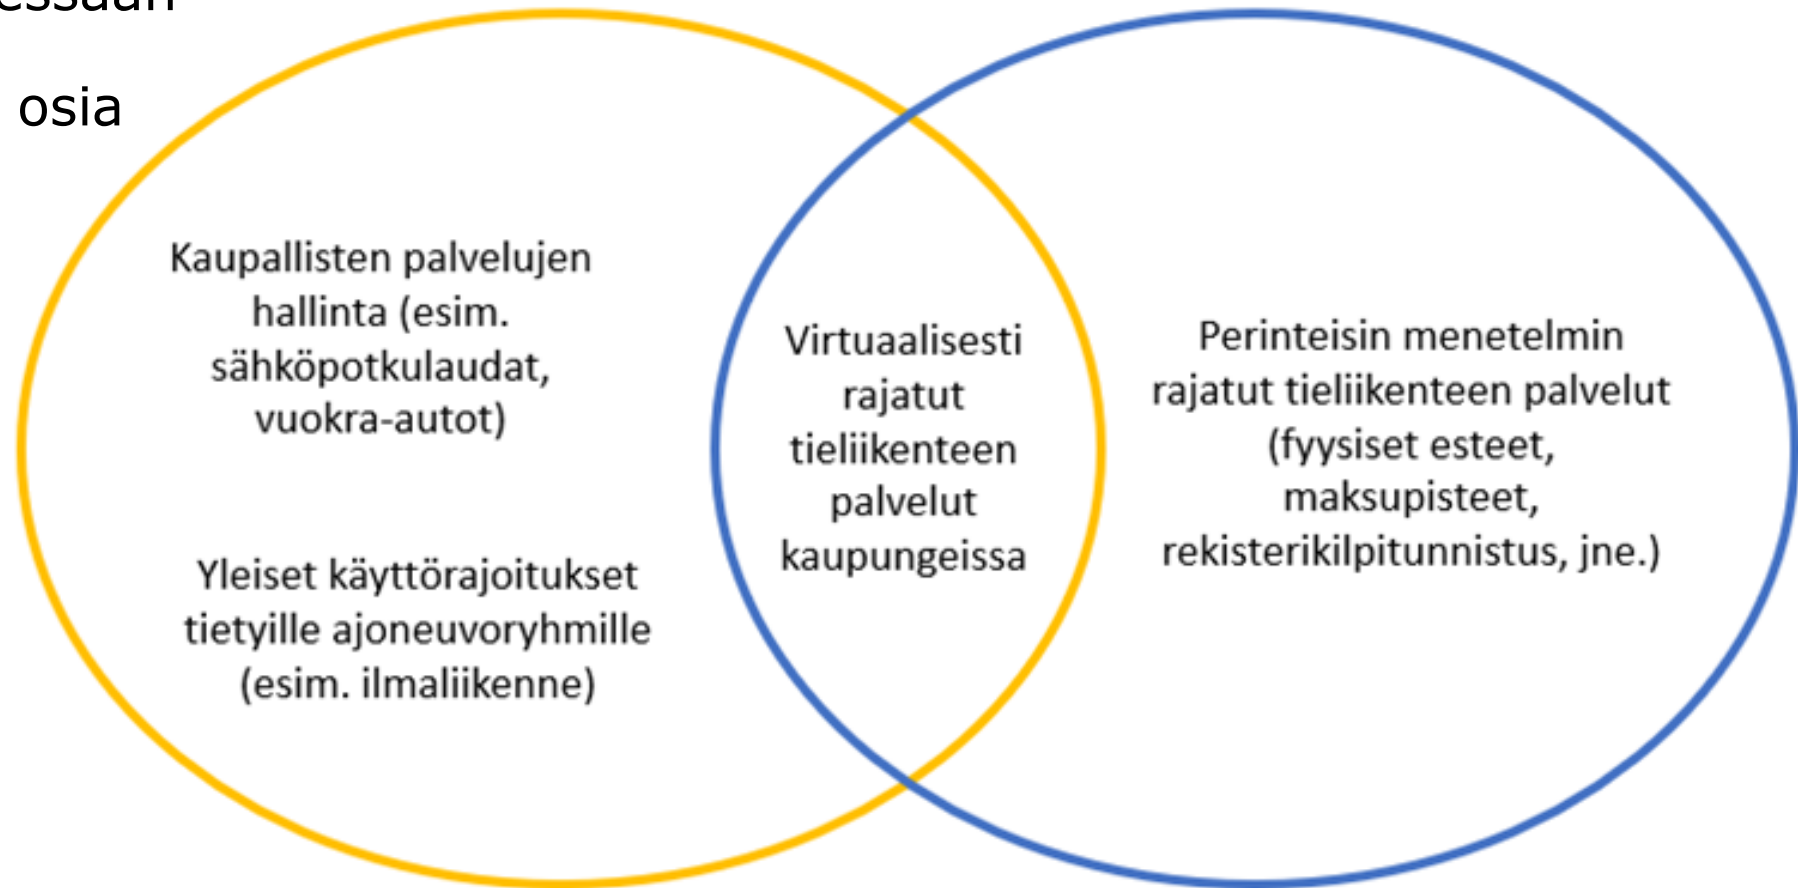 osia
Kaupallisten palvelujen
hallinta (esim.
sähköpotkulaudat,
vuokra-autot)
Yleiset käyttörajoitukset
tietyille ajoneuvoryhmille
(esim. ilmaliikenne)
Virtuaalisesti
rajatut
tieliikenteen
palvelut
kaupungeissa
Perinteisin menetelmin
rajatut tieliikenteen palvelut
(fyysiset esteet,
maksupisteet,
rekisterikilpitunnistus, jne.)